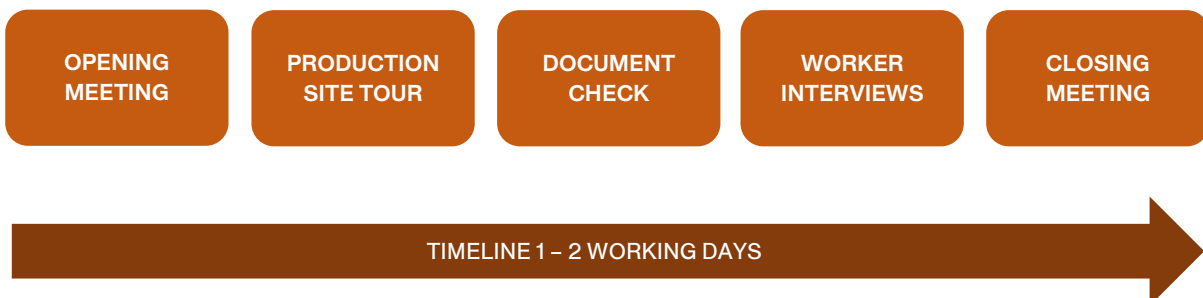 OPENING
MEETING
PRODUCTION
SITE TOUR
DOCUMENT
CHECK
WORKER
INTERVIEWS
CLOSING
MEETING
TIMELINE 1 – 2 WORKING DAYS